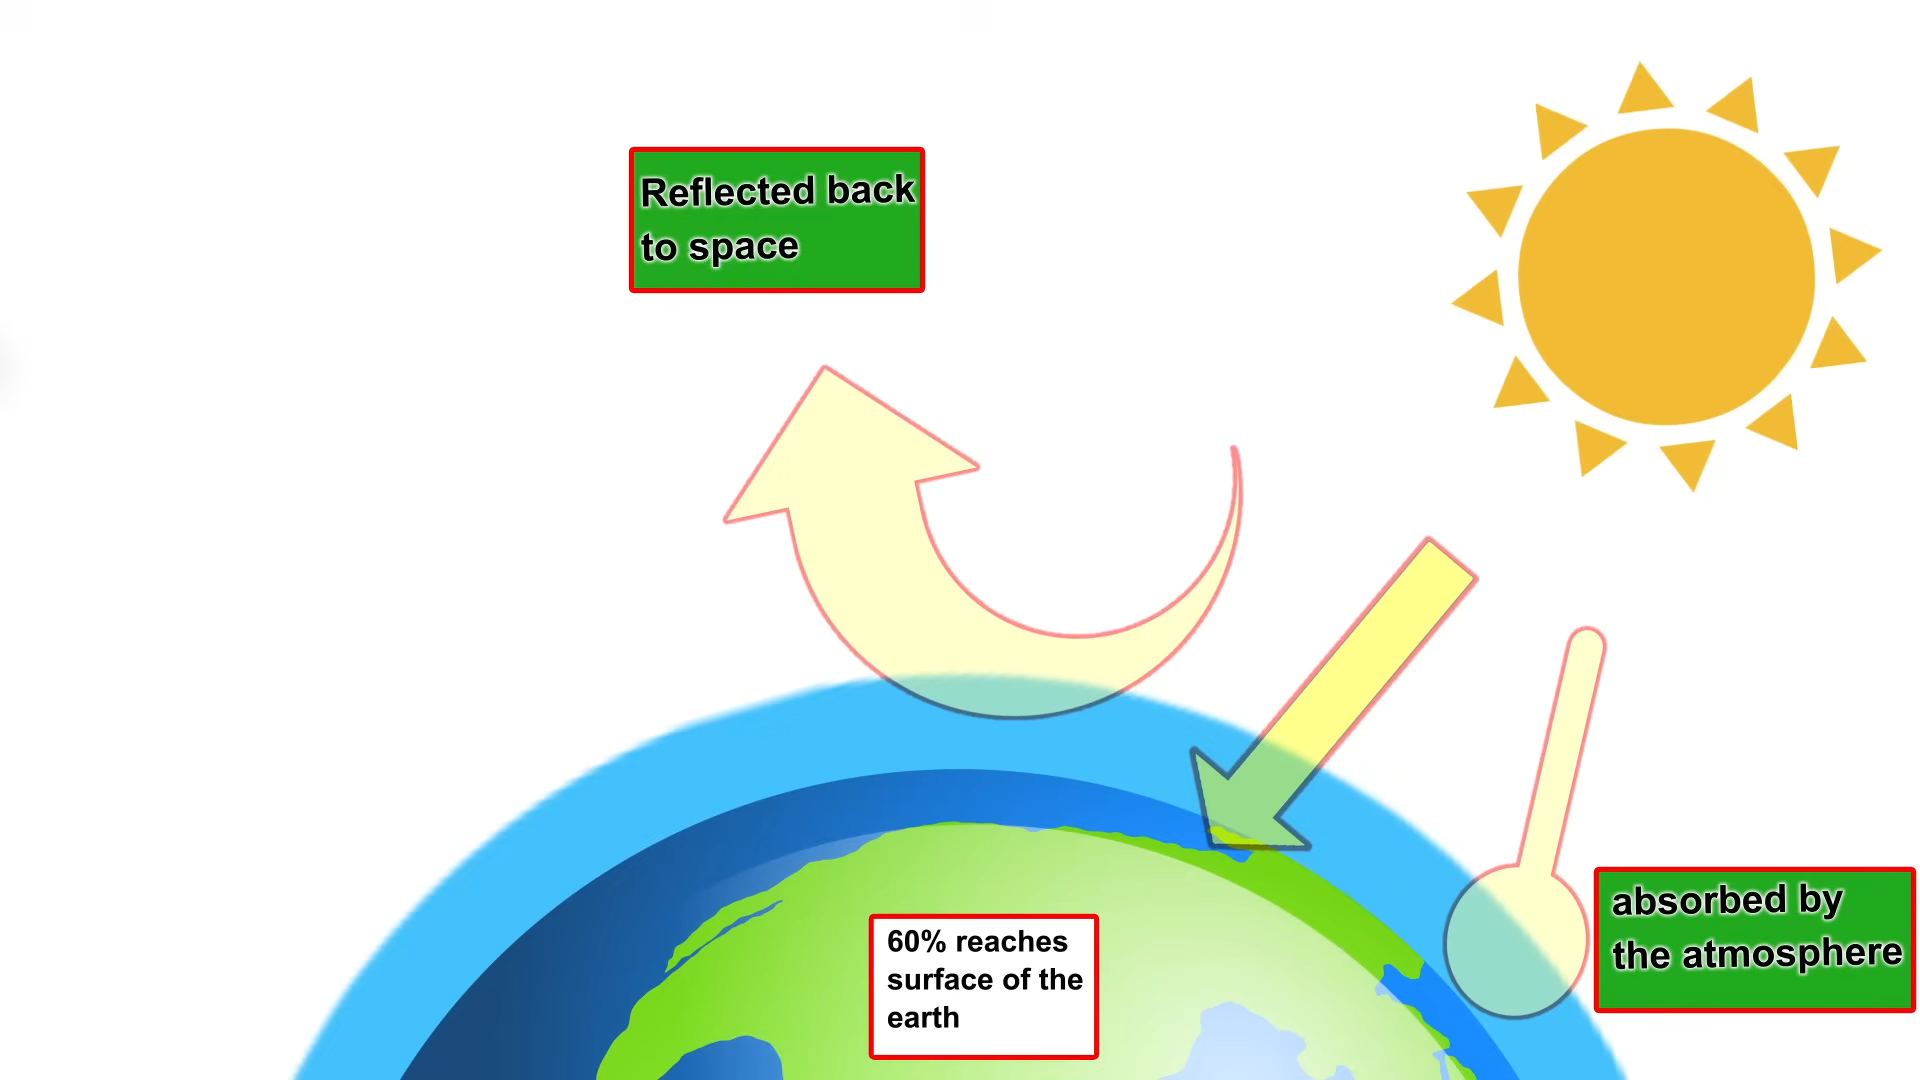 Reflected back
to space
60% reaches
surface of the
earth
absorbed by
the atmosphere